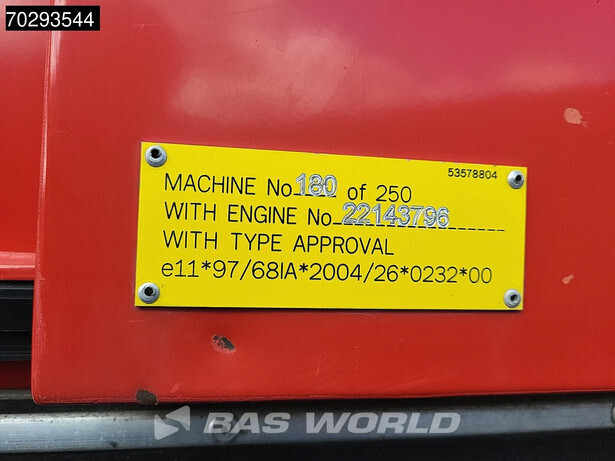 70293544
53578804
MACHINE No 180 of 250
WITH ENGINE No 22143796
WITH TYPE APPROVAL
e11*97/68IA*2004/26*0232*00
BAS WORLD